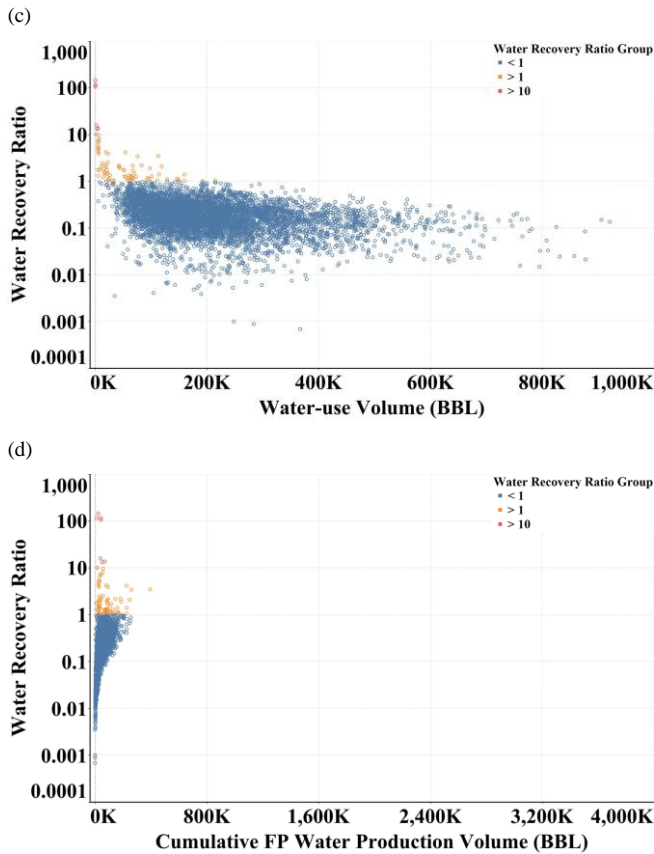 (c)
1,000
100
10
1
0.1
0.01
0.001
0.0001
Water Recovery Ratio
Water Recovery Ratio Group
< 1
> 1
> 10
0K
200K
400K
600K
800K
1,000K
Water-use Volume (BBL)
(d)
1,000
100
10
1
0.1
0.01
0.001
0.0001
Water Recovery Ratio
Water Recovery Ratio Group
< 1
> 1
> 10
0K
800K
1,600K
2,400K
3,200K
4,000K
Cumulative FP Water Production Volume (BBL)